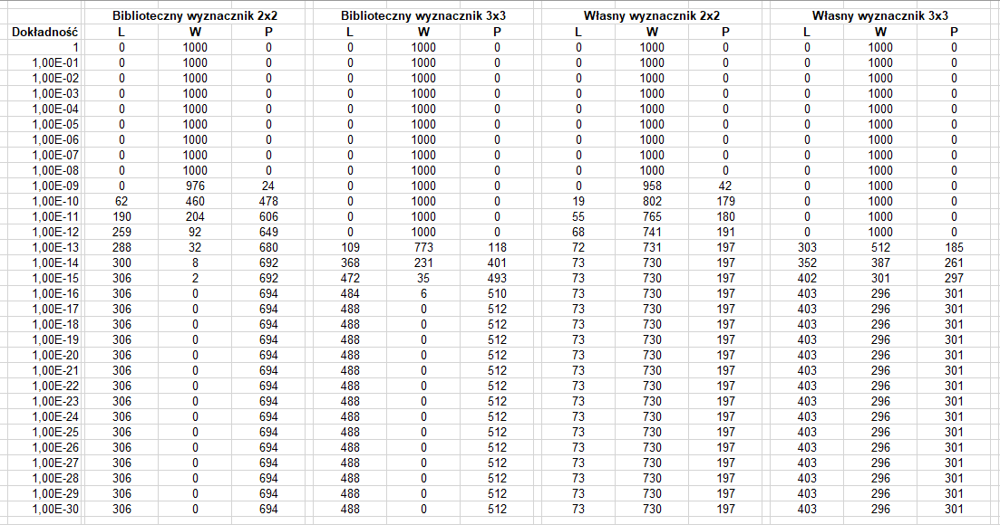 Biblioteczny wyznacznik 2x2 Biblioteczny wyznacznik 3x3 Własny wyznacznik 2x2 Własny wyznacznik 3x3
Dokładność L W P L W P L W P L W P
1 0 1000 0 0 1000 0 0 1000 0 0 1000 0
1,00E-01 0 1000 0 0 1000 0 0 1000 0 0 1000 0
1,00E-02 0 1000 0 0 1000 0 0 1000 0 0 1000 0
1,00E-03 0 1000 0 0 1000 0 0 1000 0 0 1000 0
1,00E-04 0 1000 0 0 1000 0 0 1000 0 0 1000 0
1,00E-05 0 1000 0 0 1000 0 0 1000 0 0 1000 0
1,00E-06 0 1000 0 0 1000 0 0 1000 0 0 1000 0
1,00E-07 0 1000 0 0 1000 0 0 1000 0 0 1000 0
1,00E-08 0 1000 0 0 1000 0 0 1000 0 0 1000 0
1,00E-09 0 976 24 0 1000 0 0 958 42 0 1000 0
1,00E-10 62 460 478 0 1000 0 19 802 179 0 1000 0
1,00E-11 190 204 606 0 1000 0 55 765 180 0 1000 0
1,00E-12 259 92 649 0 1000 0 68 741 191 0 1000 0
1,00E-13 288 32 680 109 773 118 72 731 197 303 512 185
1,00E-14 300 8 692 368 231 401 73 730 197 352 387 261
1,00E-15 306 2 692 472 35 493 73 730 197 402 301 297
1,00E-16 306 0 694 484 6 510 73 730 197 403 296 301
1,00E-17 306 0 694 488 0 512 73 730 197 403 296 301
1,00E-18 306 0 694 488 0 512 73 730 197 403 296 301
1,00E-19 306 0 694 488 0 512 73 730 197 403 296 301
1,00E-20 306 0 694 488 0 512 73 730 197 403 296 301
1,00E-21 306 0 694 488 0 512 73 730 197 403 296 301
1,00E-22 306 0 694 488 0 512 73 730 197 403 296 301
1,00E-23 306 0 694 488 0 512 73 730 197 403 296 301
1,00E-24 306 0 694 488 0 512 73 730 197 403 296 301
1,00E-25 306 0 694 488 0 512 73 730 197 403 296 301
1,00E-26 306 0 694 488 0 512 73 730 197 403 296 301
1,00E-27 306 0 694 488 0 512 73 730 197 403 296 301
1,00E-28 306 0 694 488 0 512 73 730 197 403 296 301
1,00E-29 306 0 694 488 0 512 73 730 197 403 296 301
1,00E-30 306 0 694 488 0 512 73 730 197 403 296 301